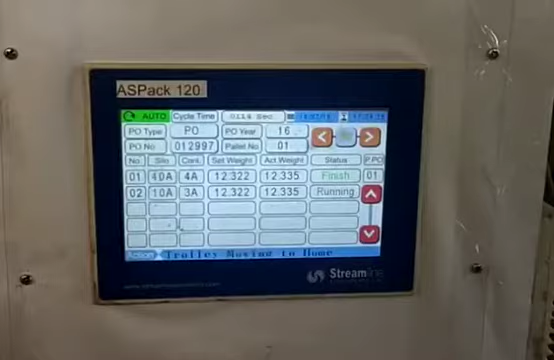 ASPack 120
AUTO Cycle Time Sec
PO Type PO PO Year 16
PO No 012997 Pallet No 01
No. Silo Cont. Set Weight Act.Weight Status P.PO
01 40A 4A 12.322 12.335 Finish 01
02 10A 3A 12.322 12.335 Running
Action Trolley Moving to Home
Streamline